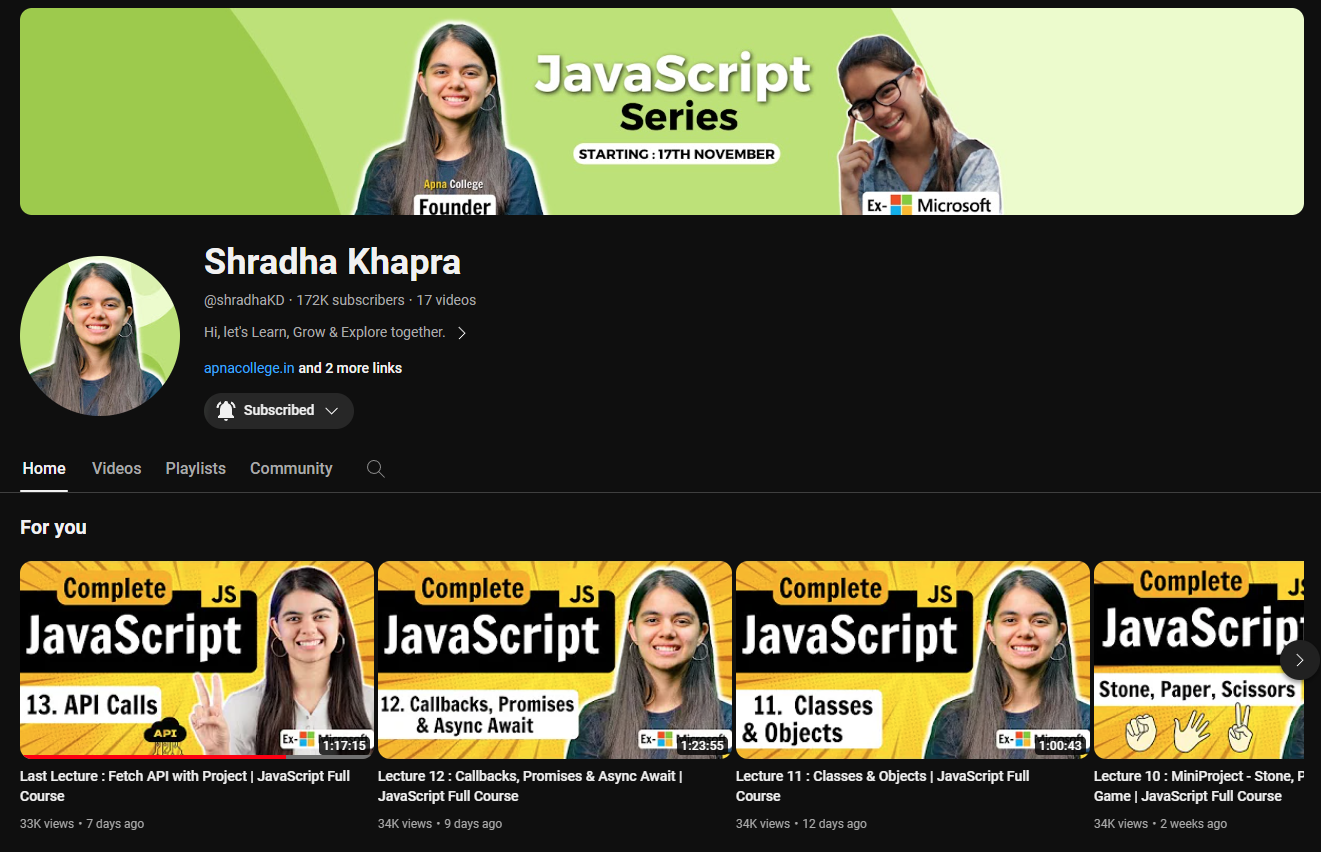 JavaScript
Series
STARTING : 17TH NOVEMBER
Apna College
Founder
Ex- Microsoft
Shradha Khapra
@shradhaKD · 172K subscribers · 17 videos
Hi, let's Learn, Grow & Explore together.
apnacollege.in and 2 more links
Subscribed
Home Videos Playlists Community
For you
Complete
JS
JavaScript
13. API Calls
API
Ex-
1:17:15
Last Lecture : Fetch API with Project | JavaScript Full
Course
33K views • 7 days ago
Complete
JS
JavaScript
12. Callbacks, Promises
& Async Await
Ex-
1:23:55
Lecture 12 : Callbacks, Promises & Async Await |
JavaScript Full Course
34K views • 9 days ago
Complete
JS
JavaScript
11. Classes
& Objects
Ex-
1:00:43
Lecture 11 : Classes & Objects | JavaScript Full
Course
34K views • 12 days ago
Complete
JavaScrip
Stone, Paper, Scissors
Lecture 10 : MiniProject - Stone, P
Game | JavaScript Full Course
34K views • 2 weeks ago